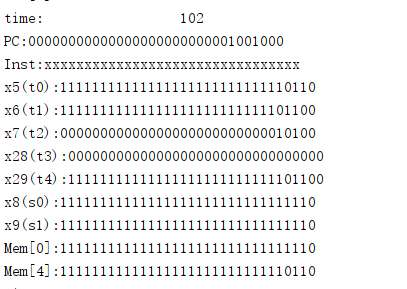 time: 102
PC:00000000000000000000000001001000
Inst:xxxxxxxxxxxxxxxxxxxxxxxxxxxxxxxx
x5(t0):11111111111111111111111111110110
x6(t1):11111111111111111111111111101100
x7(t2):00000000000000000000000000010100
x28(t3):00000000000000000000000000000000
x29(t4):11111111111111111111111111101100
x8(s0):11111111111111111111111111111110
x9(s1):11111111111111111111111111111110
Mem[0]:11111111111111111111111111111110
Mem[4]:11111111111111111111111111110110